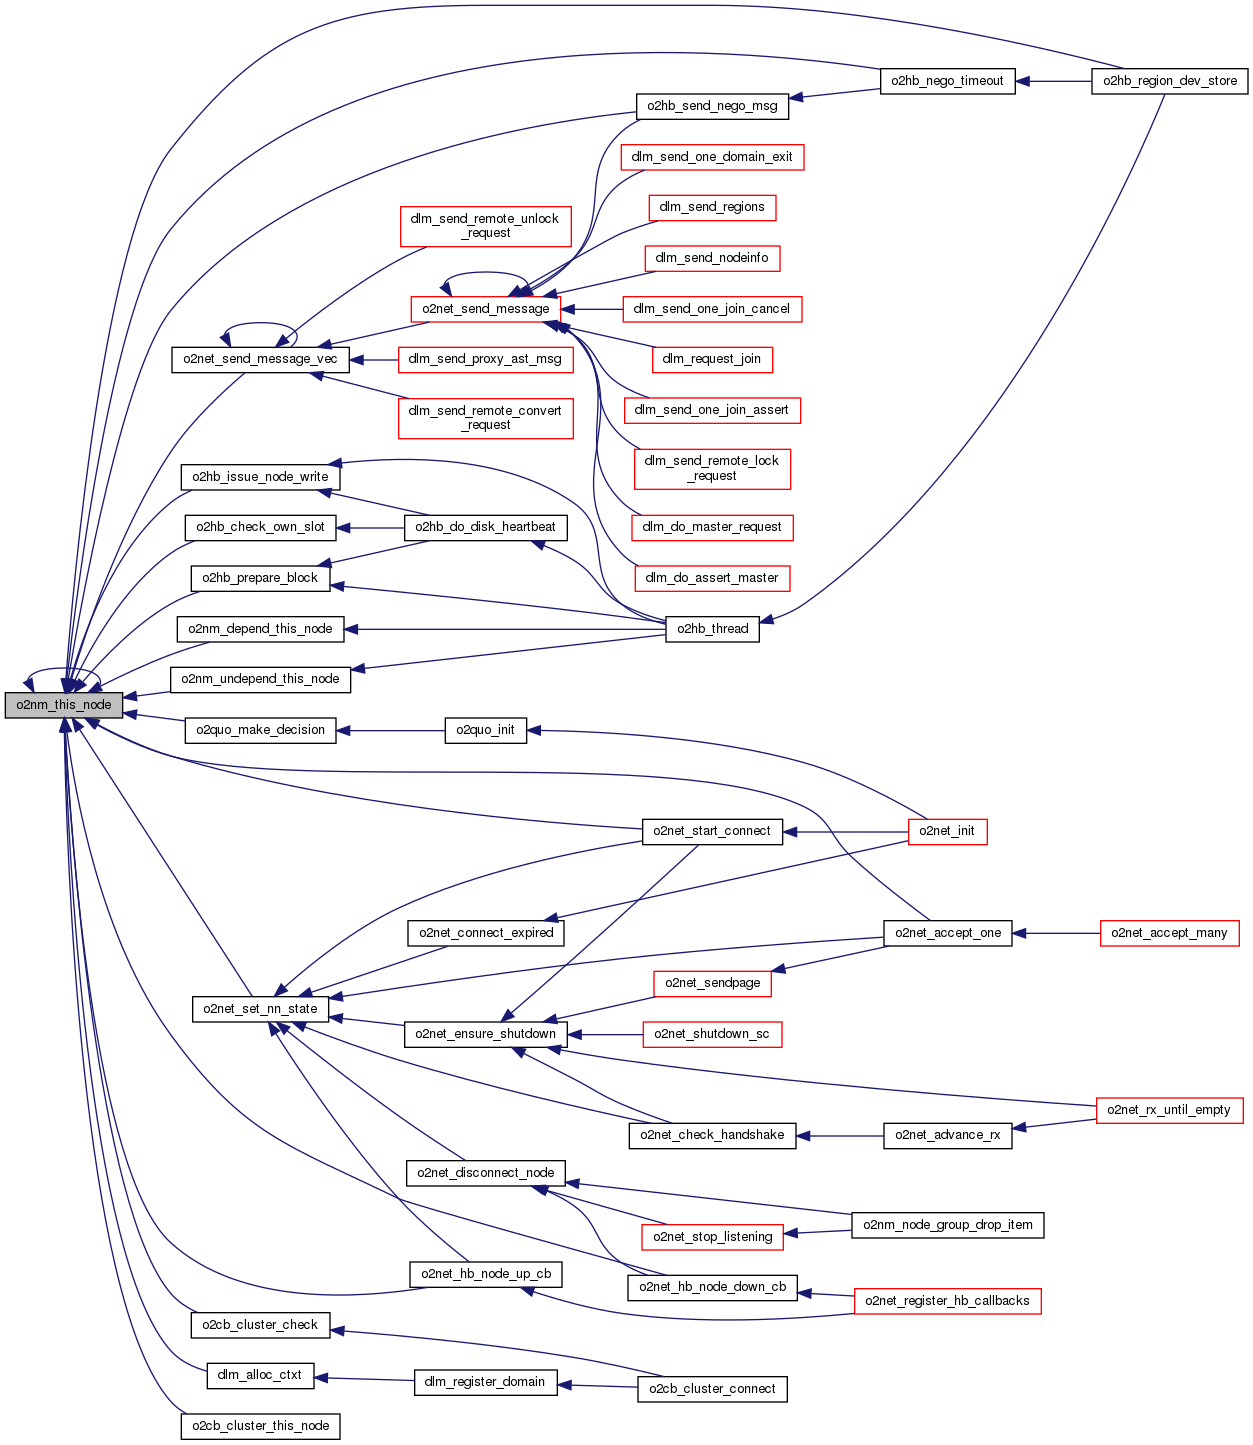 o2hb_region_dev_store
o2hb_nego_timeout
o2hb_send_nego_msg
dlm_send_one_domain_exit
dlm_send_regions
dlm_send_remote_unlock
_request
dlm_send_nodeinfo
o2net_send_message
dlm_send_one_join_cancel
o2net_send_message_vec
dlm_send_proxy_ast_msg
dlm_request_join
dlm_send_remote_convert
_request
dlm_send_one_join_assert
dlm_send_remote_lock
_request
o2hb_issue_node_write
o2hb_check_own_slot
o2hb_do_disk_heartbeat
dlm_do_master_request
o2hb_prepare_block
dlm_do_assert_master
o2nm_depend_this_node
o2hb_thread
o2nm_undepend_this_node
o2nm_this_node
o2quo_make_decision
o2quo_init
o2net_start_connect
o2net_init
o2net_connect_expired
o2net_accept_one
o2net_accept_many
o2net_sendpage
o2net_set_nn_state
o2net_ensure_shutdown
o2net_shutdown_sc
o2net_rx_until_empty
o2net_check_handshake
o2net_advance_rx
o2net_disconnect_node
o2nm_node_group_drop_item
o2net_stop_listening
o2net_hb_node_up_cb
o2net_hb_node_down_cb
o2net_register_hb_callbacks
o2cb_cluster_check
dlm_alloc_ctxt
dlm_register_domain
o2cb_cluster_connect
o2cb_cluster_this_node